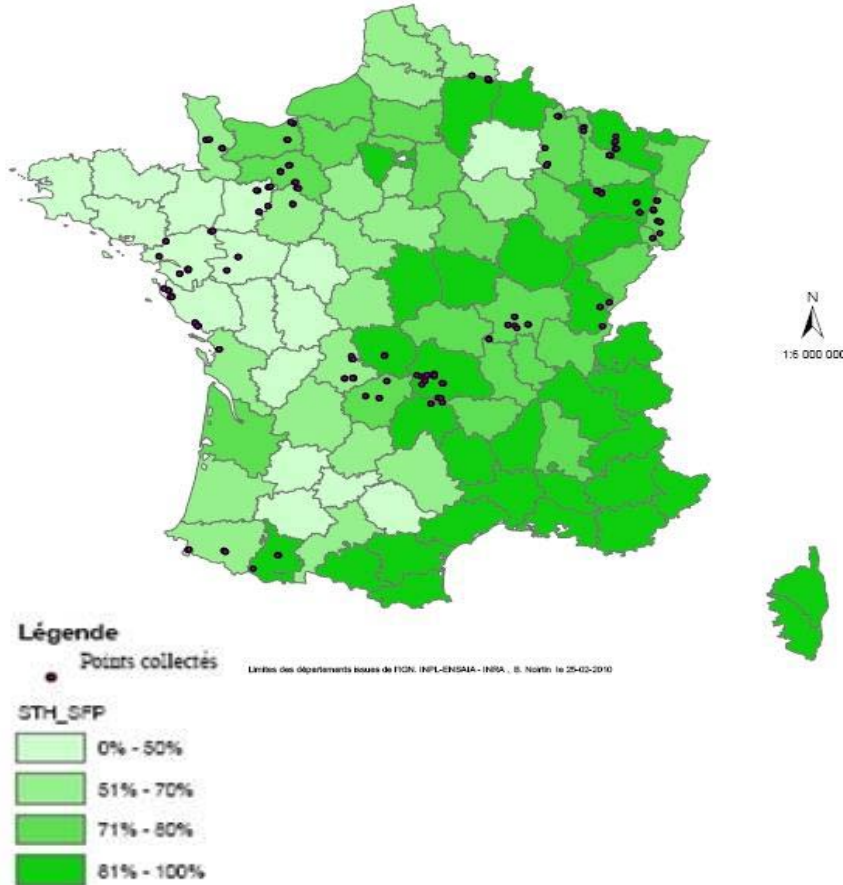 N
1:6 000 000
Légende
Points collectés
Limites des départements issues de l'IGN. INPL-ENSAIA - INRA , S. Noirtin le 25-02-2010
STH_SFP
0% - 50%
51% - 70%
71% - 80%
81% - 100%